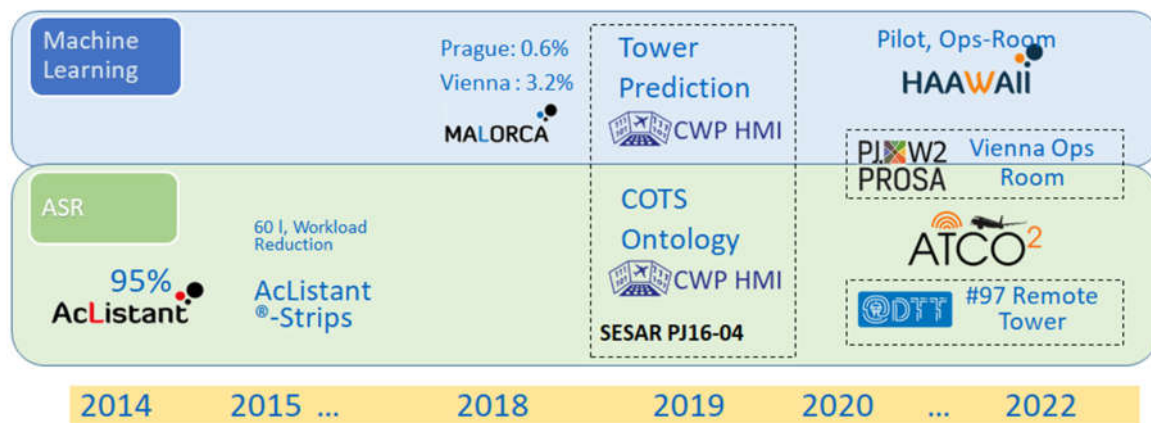 Machine
Learning
Prague: 0.6%
Vienna : 3.2%
MALORCA
Tower
Prediction
CWP HMI
Pilot, Ops-Room
HAAWAII
PJ. W2
PROSA
Vienna Ops
Room
ASR
95%
AcListant
60 l, Workload
Reduction
AcListant
®-Strips
COTS
Ontology
CWP HMI
SESAR PJ16-04
ATCO2
DTT
#97 Remote
Tower
2014 2015 ... 2018 2019 2020 ... 2022